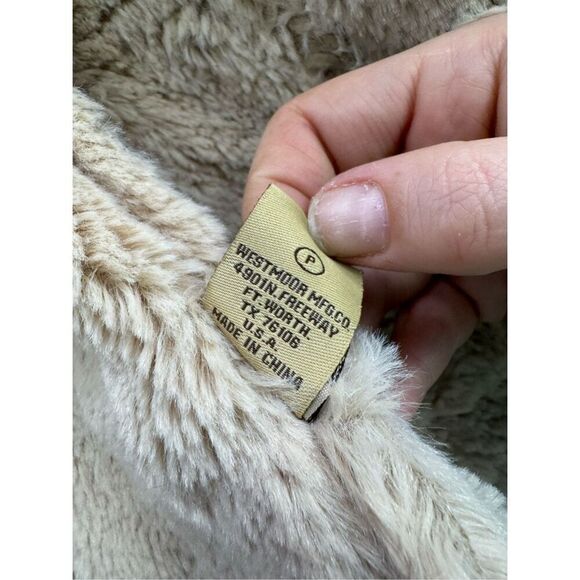 P
WESTMOOR MFG.CO.
4901N.FREEWAY
FT. WORTH.
TX 76106
U.S.A.
MADE IN CHINA